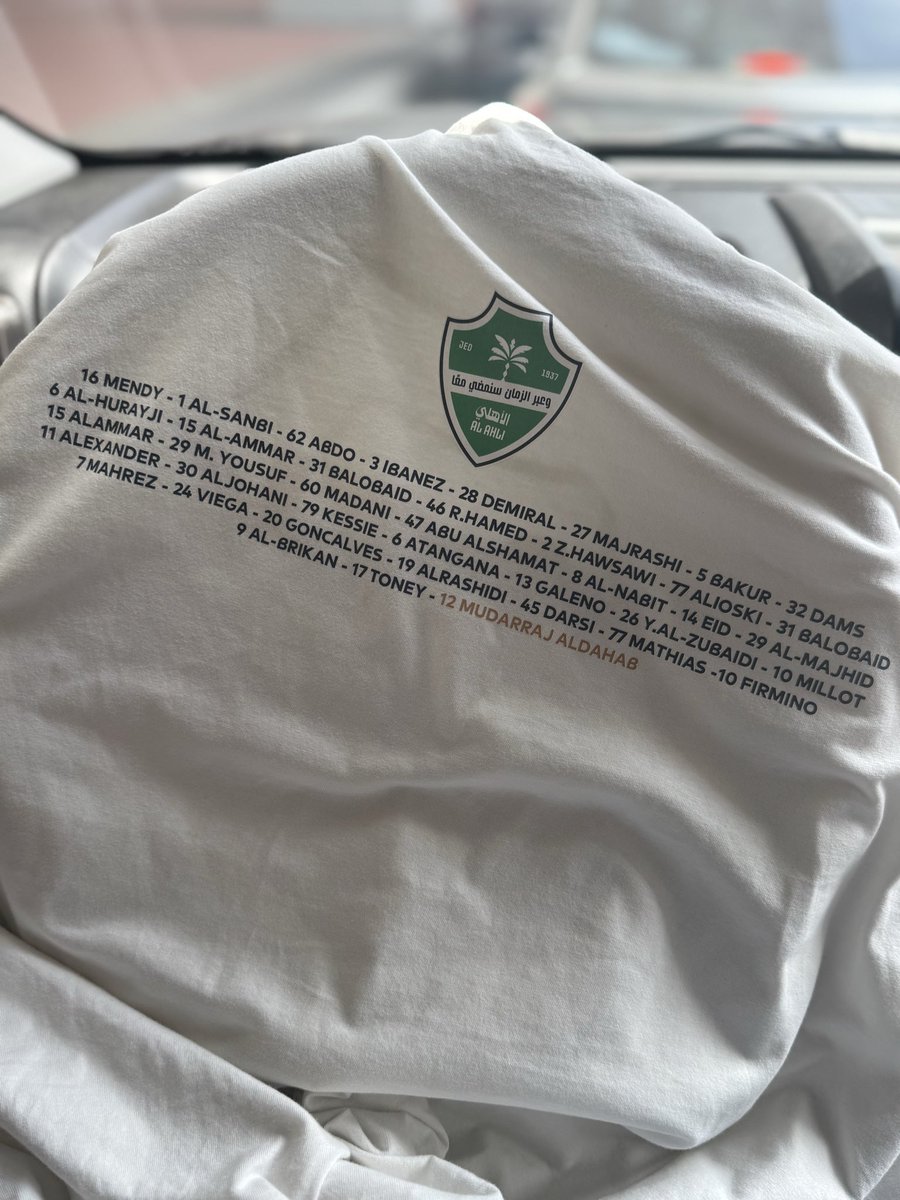 JED 1937
وعبر الزمان سنمضي معًا
الأهلي
AL AHLI
16 MENDY - 1 AL-SANBI - 62 ABDO - 3 IBANEZ - 28 DEMIRAL - 27 MAJRASHI - 5 BAKUR - 32 DAMS
6 AL-HURAYJI - 15 AL-AMMAR - 31 BALOBAID - 46 R.HAMED - 2 Z.HAWSAWI - 77 ALIOSKI - 31 BALOBAID
15 ALAMMAR - 29 M. YOUSUF - 60 MADANI - 47 ABU ALSHAMAT - 8 AL-NABIT - 14 EID - 29 AL-MAJHID
11 ALEXANDER - 30 ALJOHANI - 79 KESSIE - 6 ATANGANA - 13 GALENO - 26 Y.AL-ZUBAIDI - 10 MILLOT
7 MAHREZ - 24 VIEGA - 20 GONCALVES - 19 ALRASHIDI - 45 DARSI - 77 MATHIAS -10 FIRMINO
9 AL-BRIKAN - 17 TONEY - 12 MUDARRAJ ALDAHAB